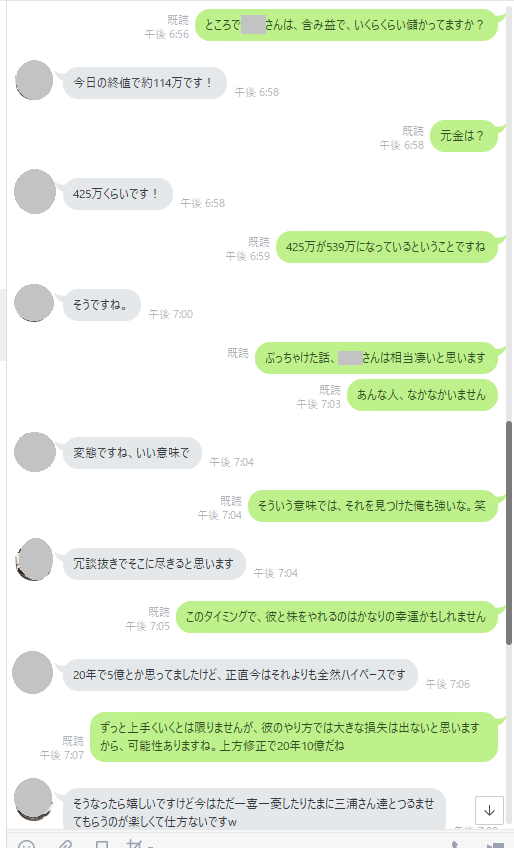 既読
午後 6:56
ところで さんは、含み益で、いくらくらい儲かってますか？
今日の終値で約114万です！
午後 6:58
既読
午後 6:58
元金は？
425万くらいです！
午後 6:58
既読
午後 6:59
425万が539万になっているということですね
そうですね。
午後 7:00
既読
ぶっちゃけた話、 さんは相当凄いと思います
既読
午後 7:03
あんな人、なかなかいません
変態ですね、いい意味で
午後 7:04
既読
午後 7:04
そういう意味では、それを見つけた俺も強いな。笑
冗談抜きでそこに尽きると思います
午後 7:04
既読
午後 7:05
このタイミングで、彼と株をやれるのはかなりの幸運かもしれません
20年で5億とか思ってましたけど、正直今はそれよりも全然ハイペースです
午後 7:06
既読
午後 7:07
ずっと上手くいくとは限りませんが、彼のやり方では大きな損失は出ないと思います
から、可能性ありますね。上方修正で20年10億だね
そうなったら嬉しいですけど今はただ一喜一憂したりたまに三浦さん達とつるませ
てもらうのが楽しくて仕方ないですw